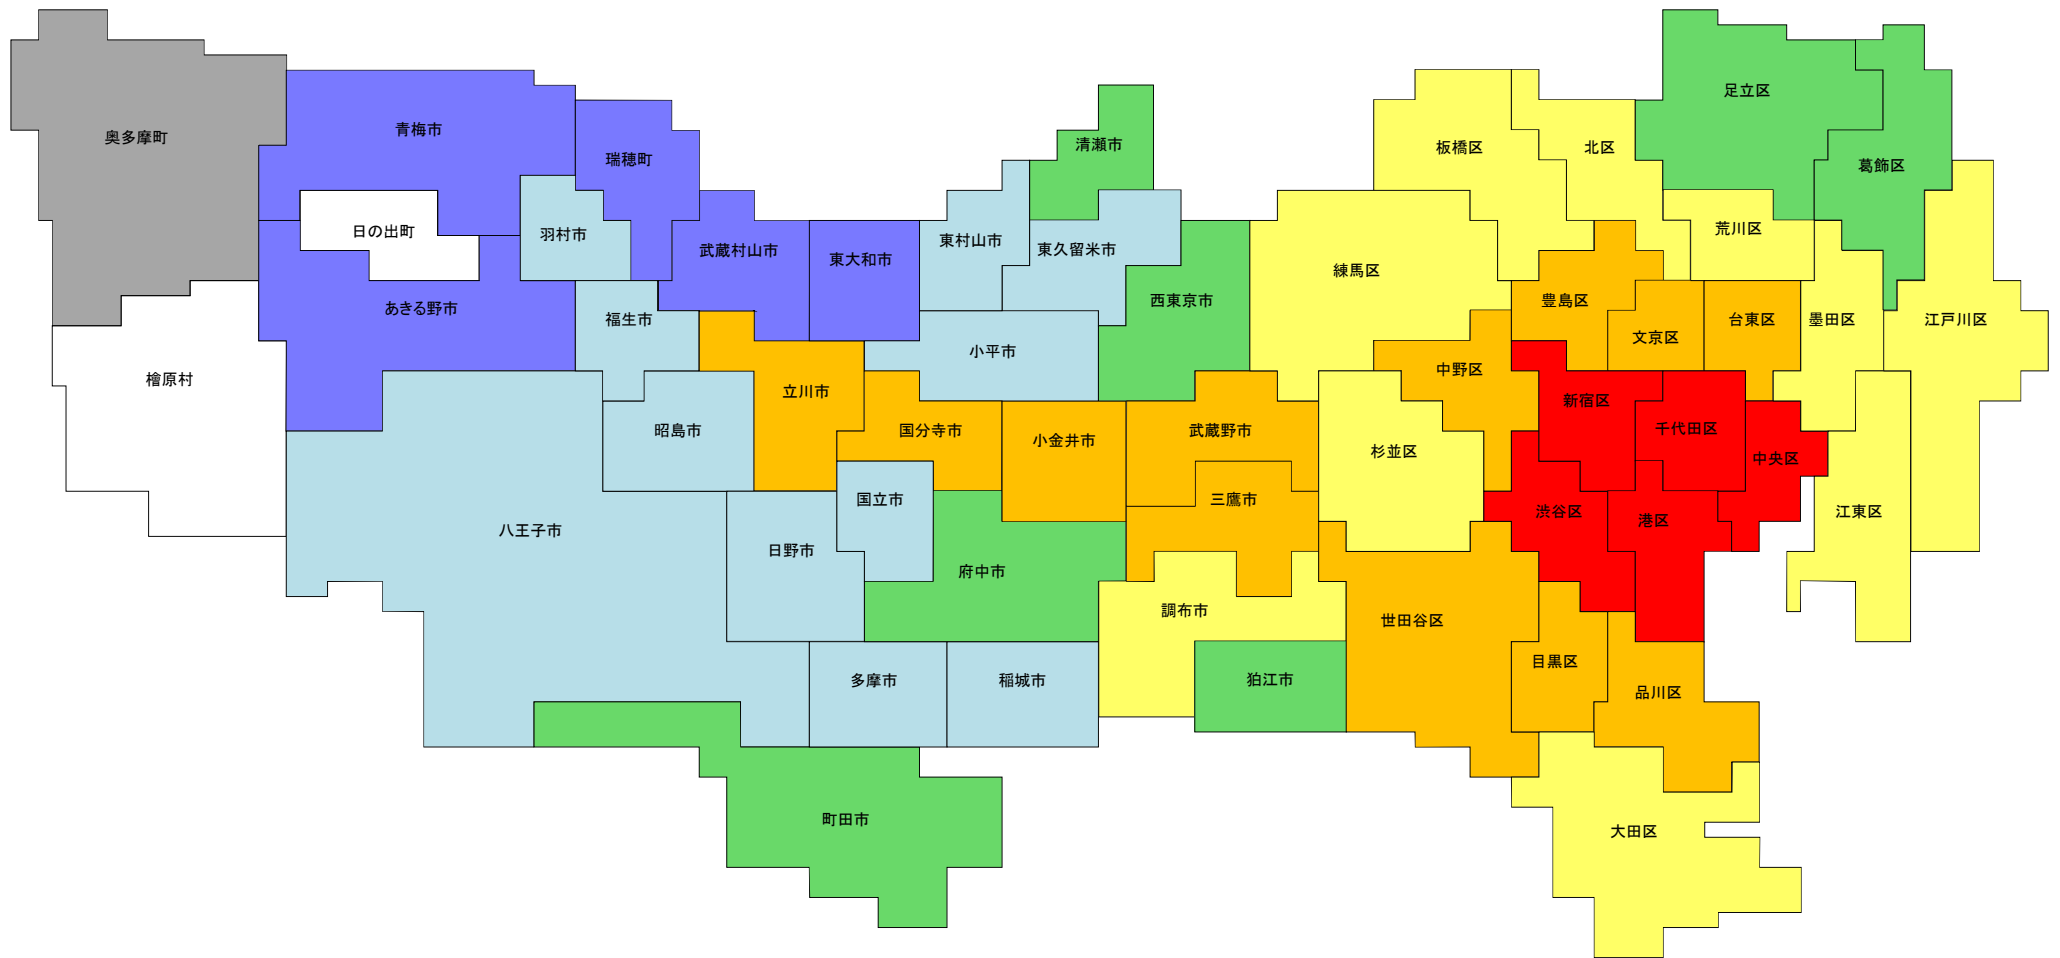 足立区
奥多摩町
青梅市
瑞穂町
清瀬市
板橋区
北区
葛飾区
日の出町
羽村市
武蔵村山市
東大和市
東村山市
東久留米市
荒川区
練馬区
あきる野市
福生市
西東京市
豊島区
文京区
台東区
墨田区
江戸川区
檜原村
小平市
中野区
立川市
新宿区
昭島市
国分寺市
小金井市
武蔵野市
杉並区
千代田区
中央区
八王子市
国立市
三鷹市
渋谷区
港区
江東区
日野市
府中市
調布市
世田谷区
目黒区
多摩市
稲城市
狛江市
品川区
町田市
大田区